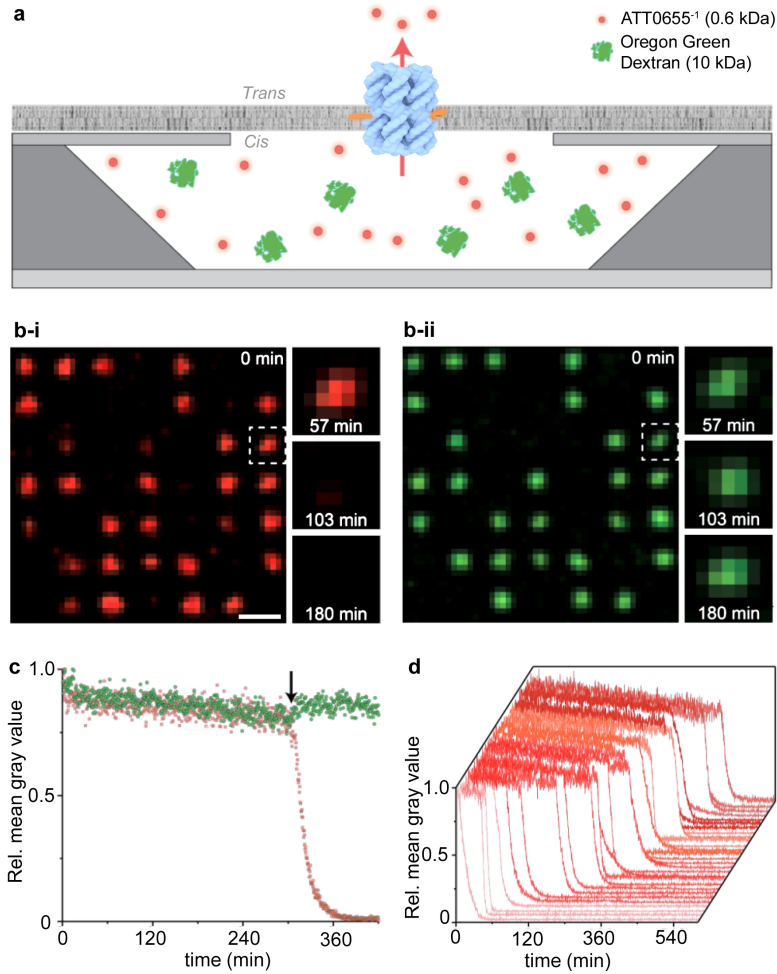 a
ATTO655-1 (0.6 kDa)
Oregon Green
Dextran (10 kDa)
Trans
Cis
b-i
b-ii
0 min
57 min
103 min
180 min
0 min
57 min
103 min
180 min
c
d
1.0
0.5
0
Rel. mean gray value
0 120 240 360
time (min)
1.0
0.5
0
Rel. mean gray value
0 120 360 540
time (min)